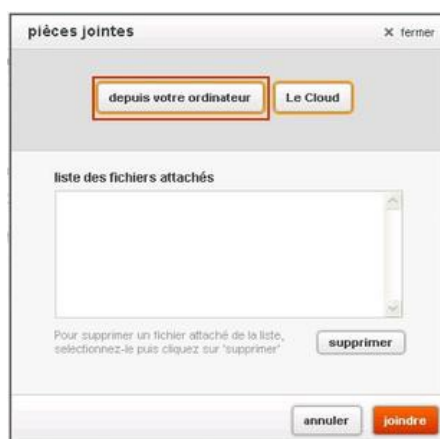 pièces jointes
× fermer
depuis votre ordinateur
Le Cloud
liste des fichiers attachés
Pour supprimer un fichier attaché de la liste,
selectionnez-le puis cliquez sur 'supprimer'
supprimer
annuler
joindre